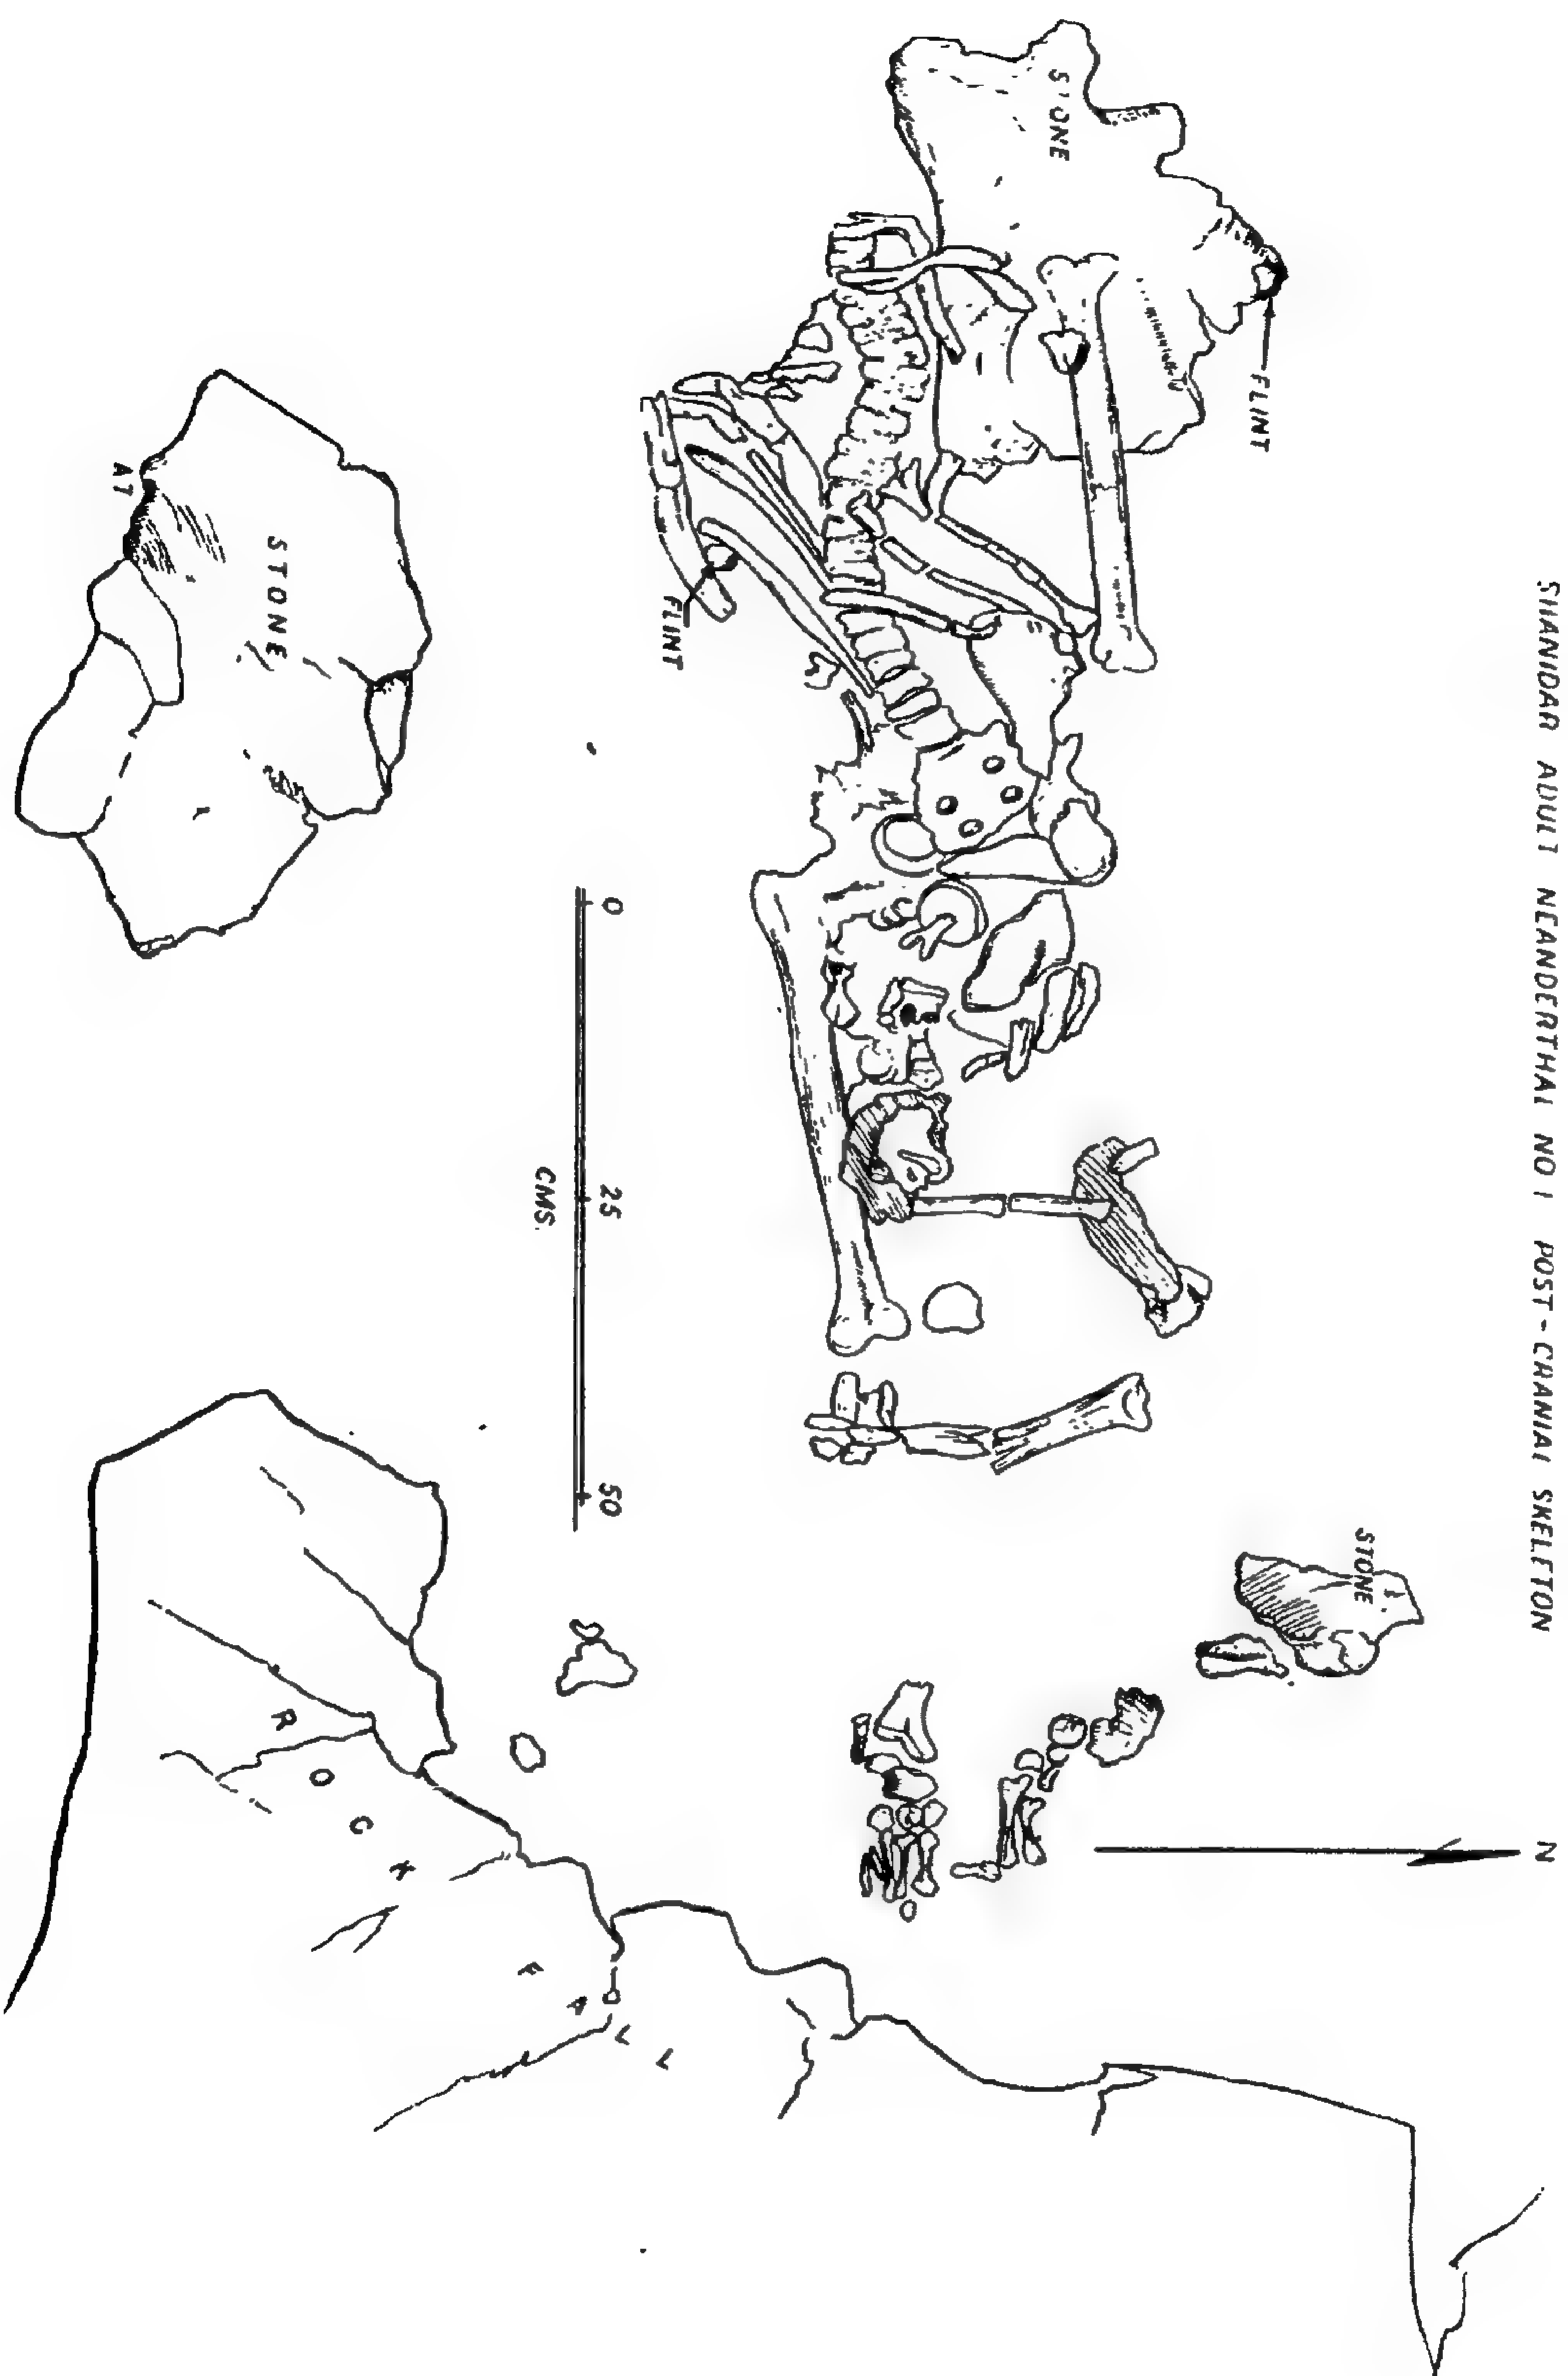 SHANIDAR ADULT NEANDERTHAL NO 1 POST-CRANIAL SKELETON
N
STONE
FLINT
STONE
FLINT
0 25 50
CMS.
STONE
ROCK FALL